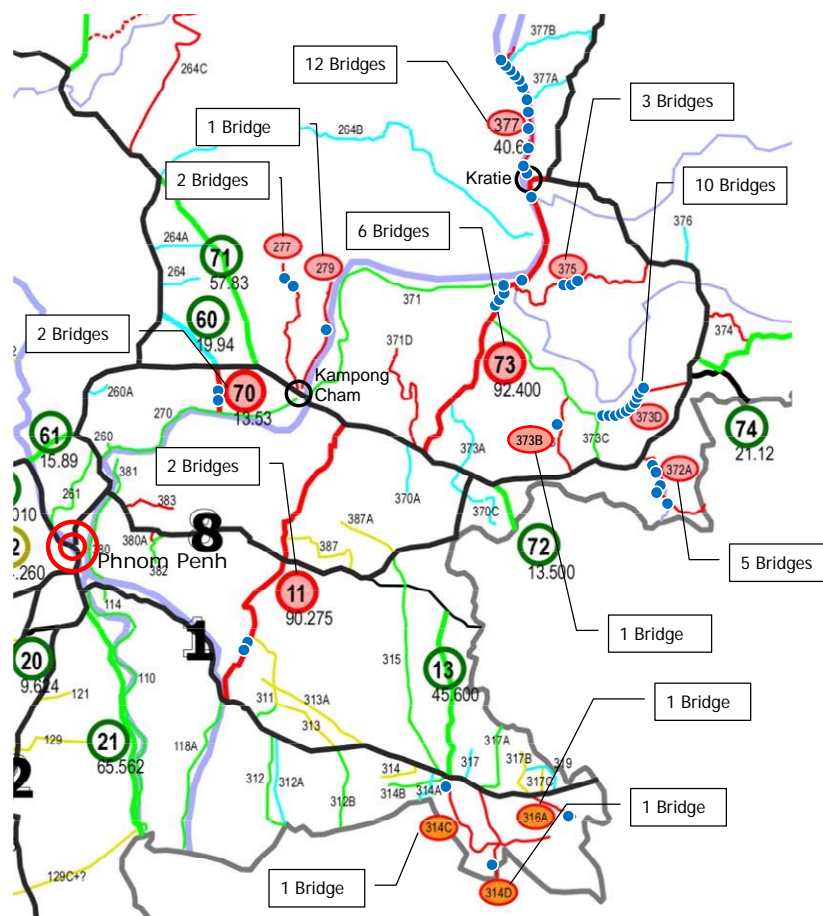 377B
264C
12 Bridges
377A
3 Bridges
1 Bridge
377
40.6
264B
Kratie
2 Bridges
10 Bridges
6 Bridges
376
277
264A
71
57.83
279
375
264
371
60
19.94
374
2 Bridges
371D
73
92.400
Kampong
Cham
70
13.53
260A
270
373D
74
21.12
61
15.89
260
373A
373B
373C
381
2 Bridges
372A
261
383
370A
370C
010
387A
8
72
13.500
380A
387
2
.260
380
Phnom Penh
382
5 Bridges
11
90.275
114
1 Bridge
1
315
20
9.624
13
45.600
110
121
311
313A
1 Bridge
313
21
65.562
129
118A
317A
317B
319
317
314
312
312A
314A
317C
314B
312B
1 Bridge
2
316A
314C
129C+?
1 Bridge
314D